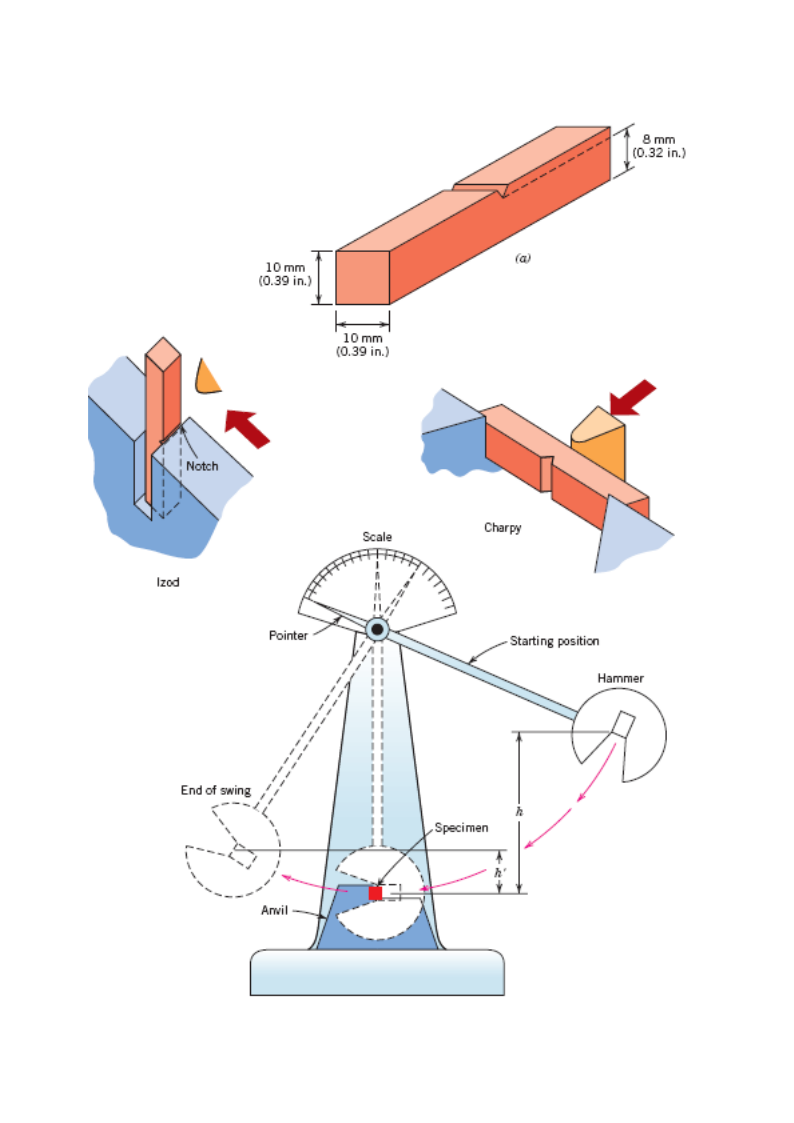 8 mm
(0.32 in.)
(a)
10 mm
(0.39 in.)
10 mm
(0.39 in.)
Notch
Izod
Charpy
Scale
Pointer
Starting position
Hammer
End of swing
h
Specimen
h′
Anvil